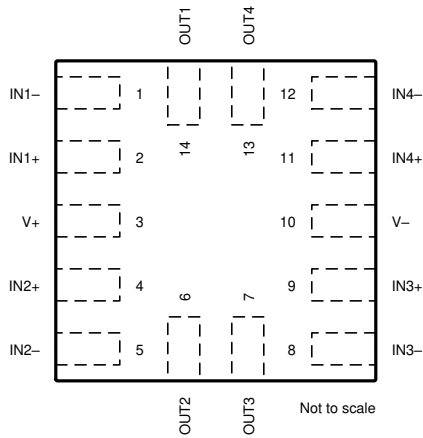 OUT1
OUT4
IN1–
1
12
IN4–
14
13
IN1+
2
11
IN4+
V+
3
10
V–
IN2+
4
6
7
9
IN3+
IN2–
5
8
IN3–
OUT2
OUT3
Not to scale